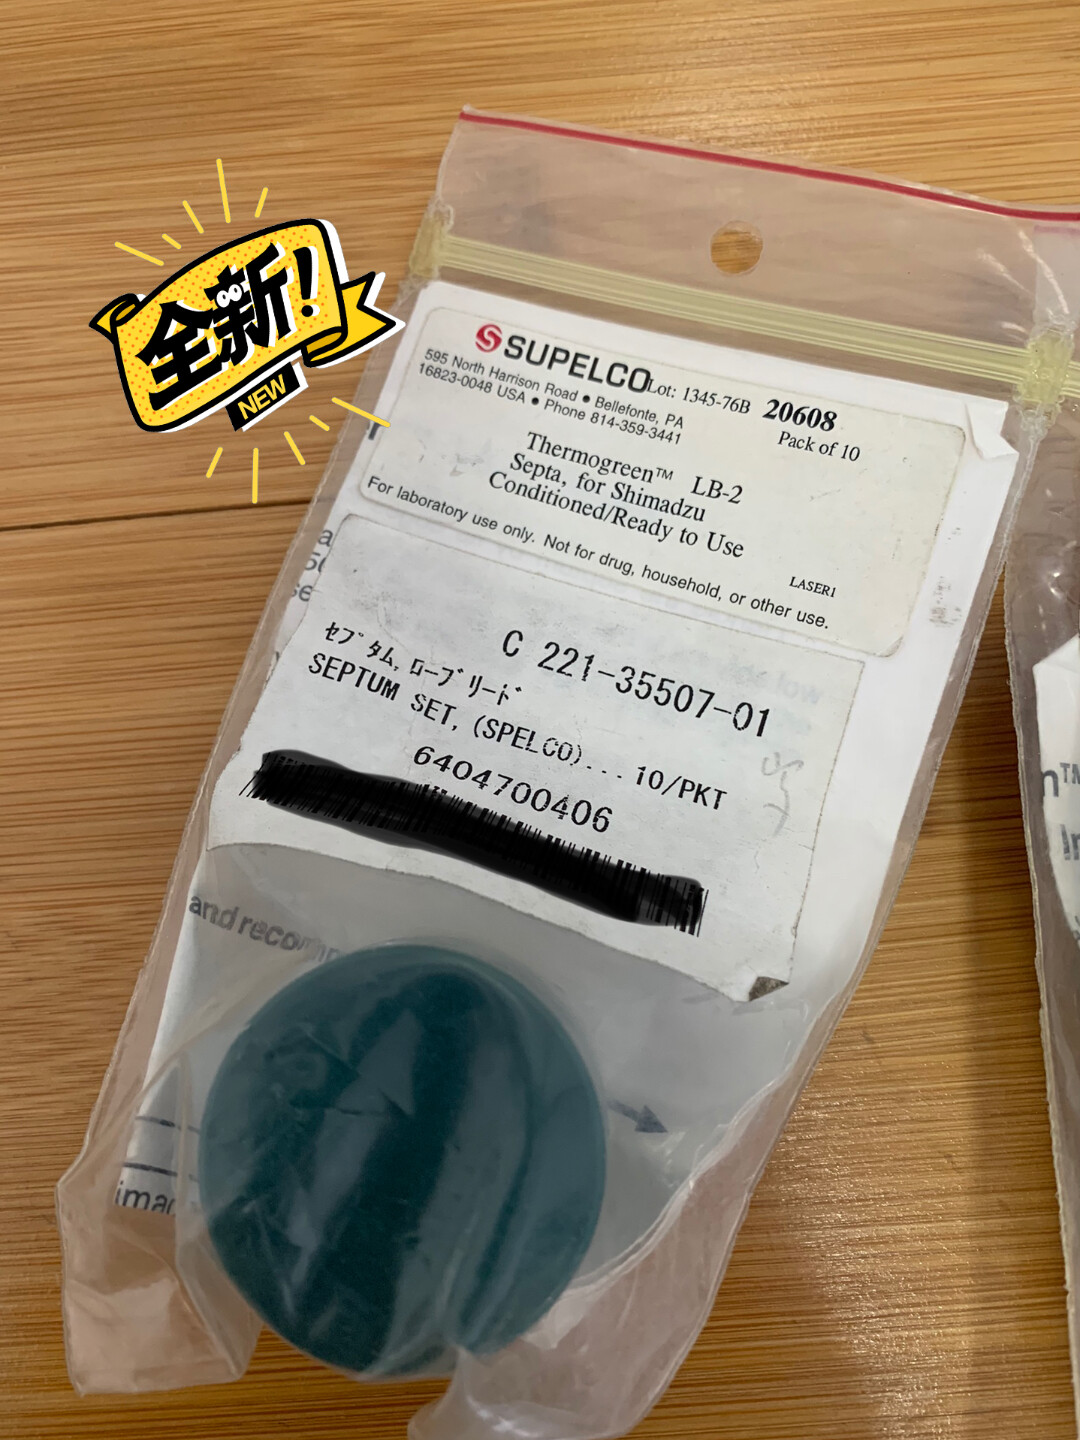 全新!
NEW
SUPELCO Lot: 1345-76B 20608
595 North Harrison Road ● Bellefonte, PA
16823-0048 USA ● Phone 814-359-3441
Pack of 10
Thermogreen™ LB-2
Septa, for Shimadzu
Conditioned/Ready to Use
For laboratory use only. Not for drug, household, or other use.
LASER1
C 221-35507-01
セプタム, ローブリード
SEPTUM SET, (SPELCO)... 10/PKT
6404700406
and recom
ima